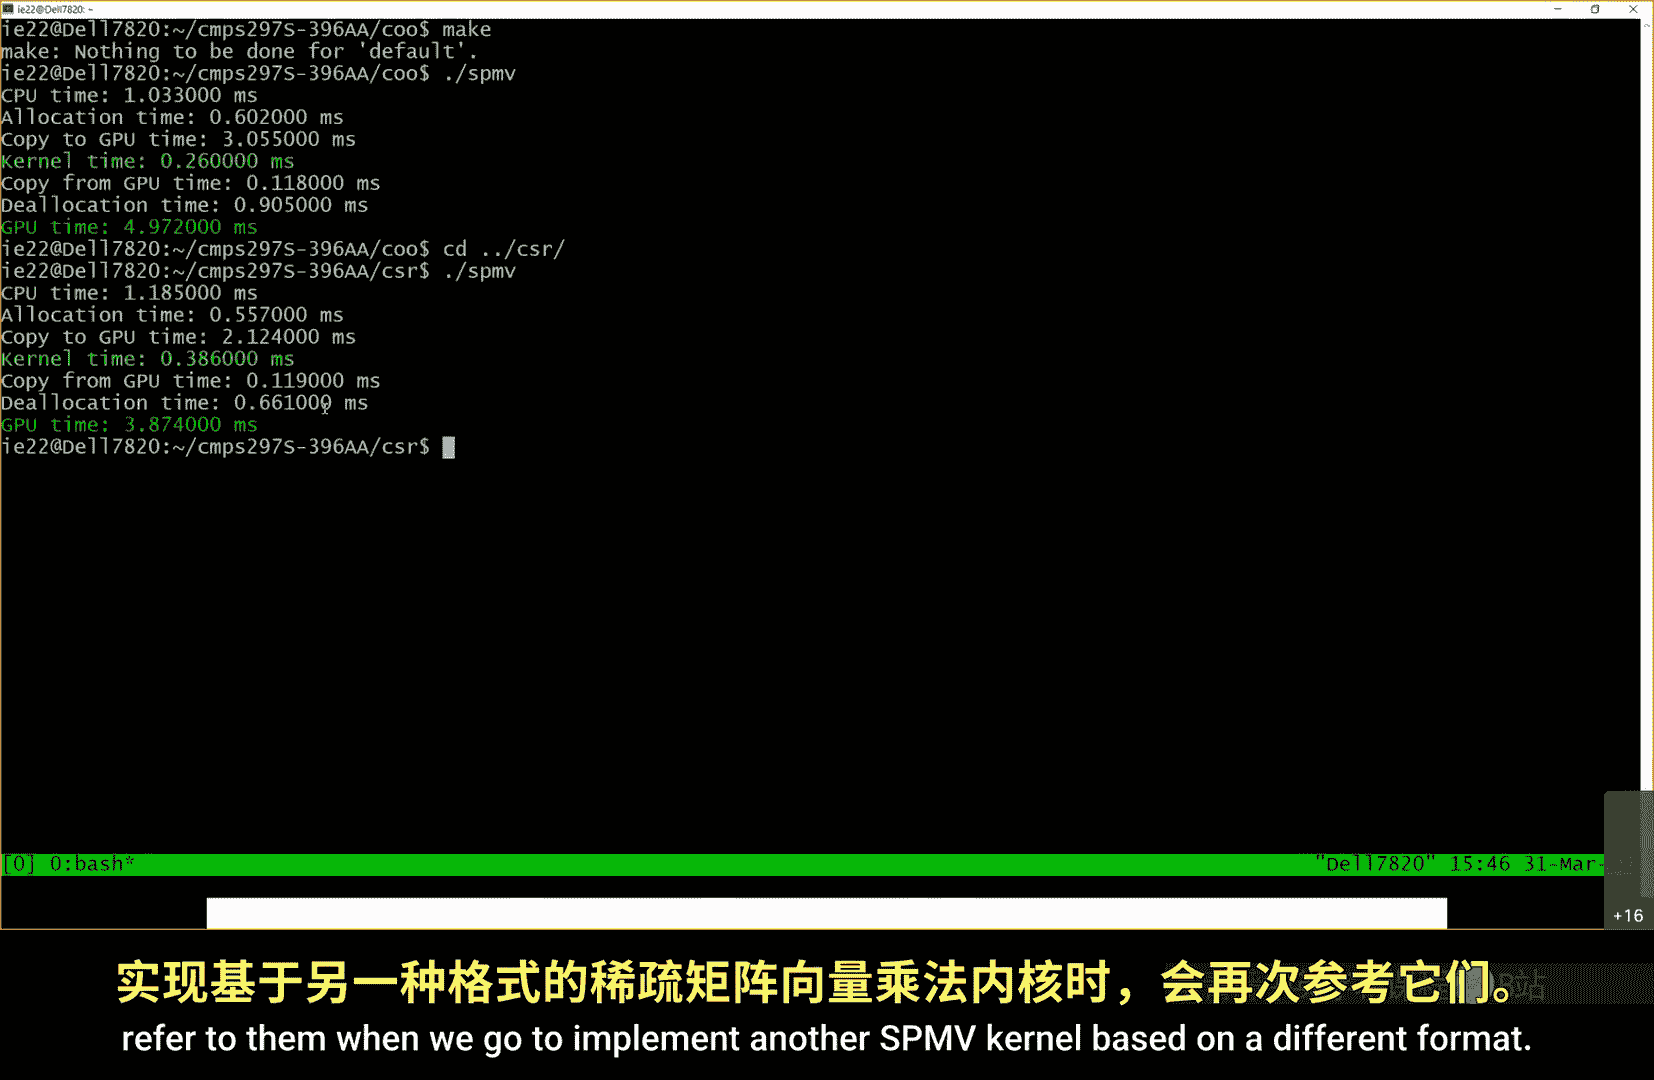 ie22@Dell7820: ~
ie22@Dell7820:~/cmps297S-396AA/coo$ make
make: Nothing to be done for 'default'.
ie22@Dell7820:~/cmps297S-396AA/coo$ ./spmv
CPU time: 1.033000 ms
Allocation time: 0.602000 ms
Copy to GPU time: 3.055000 ms
Kernel time: 0.260000 ms
Copy from GPU time: 0.118000 ms
Deallocation time: 0.905000 ms
GPU time: 4.972000 ms
ie22@Dell7820:~/cmps297S-396AA/coo$ cd ../csr/
ie22@Dell7820:~/cmps297S-396AA/csr$ ./spmv
CPU time: 1.185000 ms
Allocation time: 0.557000 ms
Copy to GPU time: 2.124000 ms
Kernel time: 0.386000 ms
Copy from GPU time: 0.119000 ms
Deallocation time: 0.661000 ms
GPU time: 3.874000 ms
ie22@Dell7820:~/cmps297S-396AA/csr$
[0] 0:bash* "Dell7820" 15:46 31-Mar-
+16
实现基于另一种格式的稀疏矩阵向量乘法内核时，会再次参考它们。
refer to them when we go to implement another SPMV kernel based on a different format.